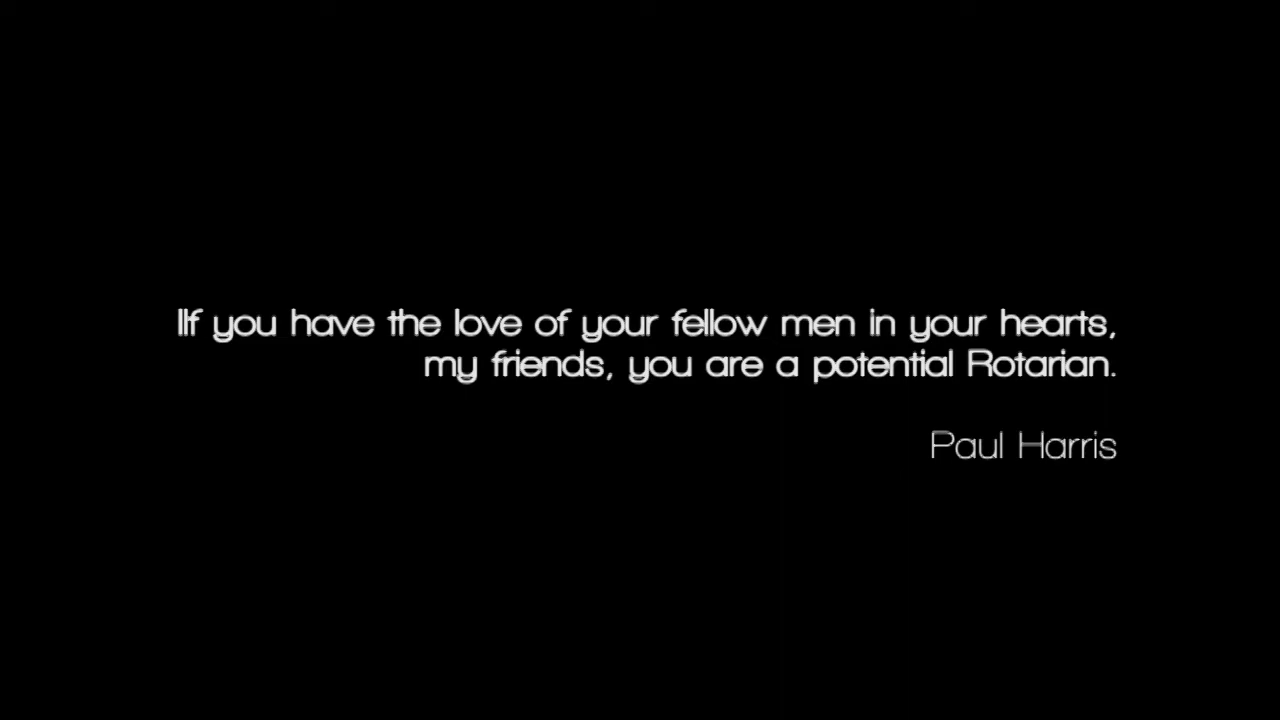 IIf you have the love of your fellow men in your hearts,
my friends, you are a potential Rotarian.
Paul Harris